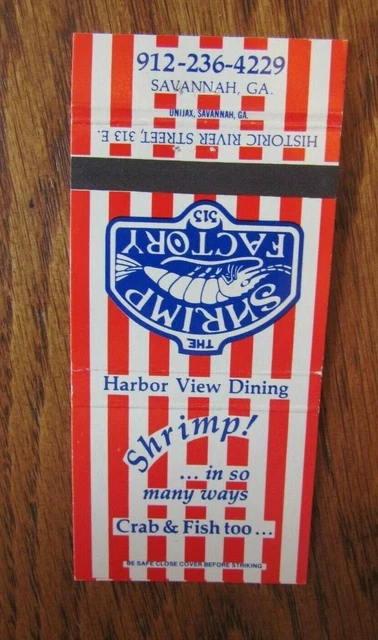 912-236-4229
SAVANNAH, GA.
UNIJAX, SAVANNAH, GA.
HISTORIC RIVER STREET, 313 E.
THE
SHRIMP
FACTORY
313
Harbor View Dining
Shrimp!
... in so
many ways
Crab & Fish too ...
BE SAFE CLOSE COVER BEFORE STRIKING